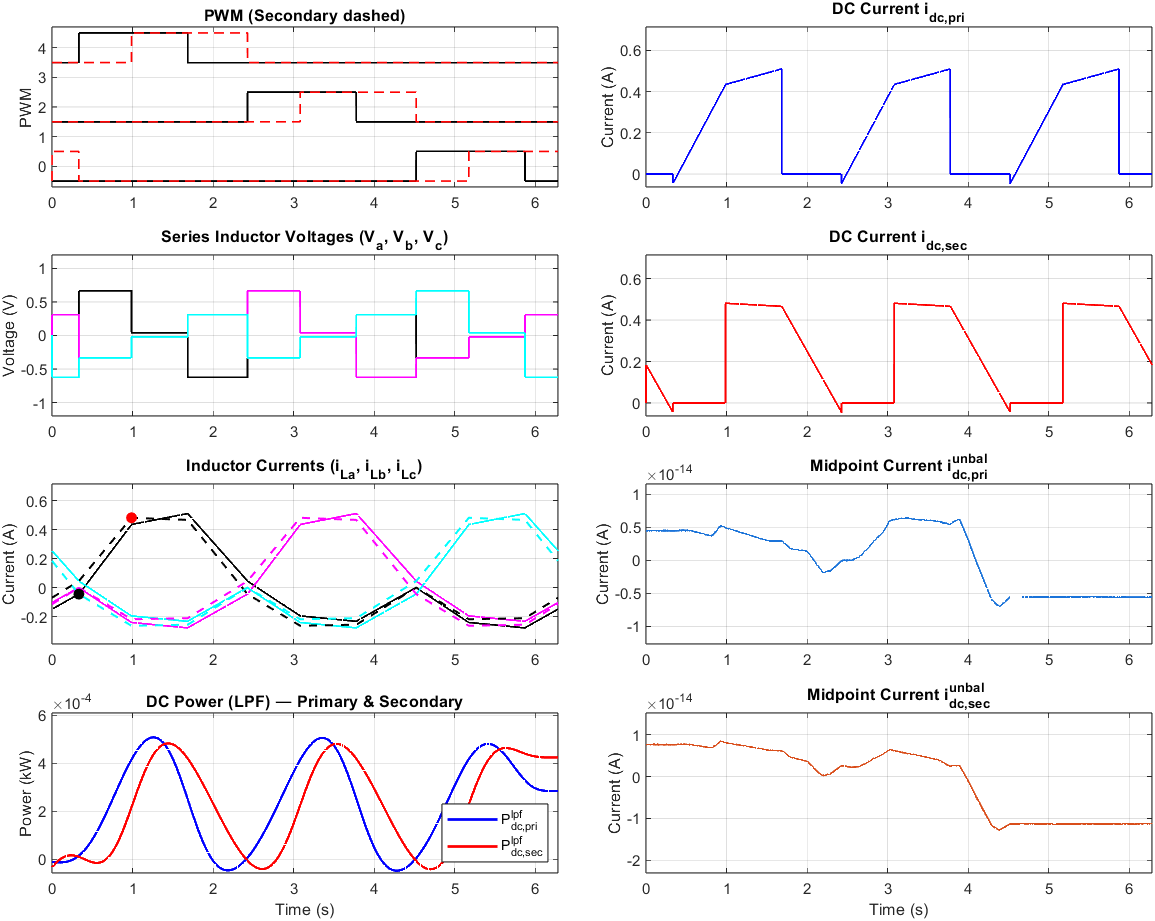 PWM (Secondary dashed)
PWM
4
3
2
1
0
0 1 2 3 4 5 6
DC Current i_dc,pri
Current (A)
0.6
0.4
0.2
0
0 1 2 3 4 5 6
Series Inductor Voltages (V_a, V_b, V_c)
Voltage (V)
1
0.5
0
-0.5
-1
0 1 2 3 4 5 6
DC Current i_dc,sec
Current (A)
0.6
0.4
0.2
0
0 1 2 3 4 5 6
Inductor Currents (i_La, i_Lb, i_Lc)
Current (A)
0.6
0.4
0.2
0
-0.2
0 1 2 3 4 5 6
Midpoint Current i^unbal_dc,pri
×10^-14
Current (A)
1
0.5
0
-0.5
-1
0 1 2 3 4 5 6
DC Power (LPF) — Primary & Secondary
×10^-4
Power (kW)
6
4
2
0
P^lpf_dc,pri
P^lpf_dc,sec
0 1 2 3 4 5 6
Time (s)
Midpoint Current i^unbal_dc,sec
×10^-14
Current (A)
1
0
-1
-2
0 1 2 3 4 5 6
Time (s)